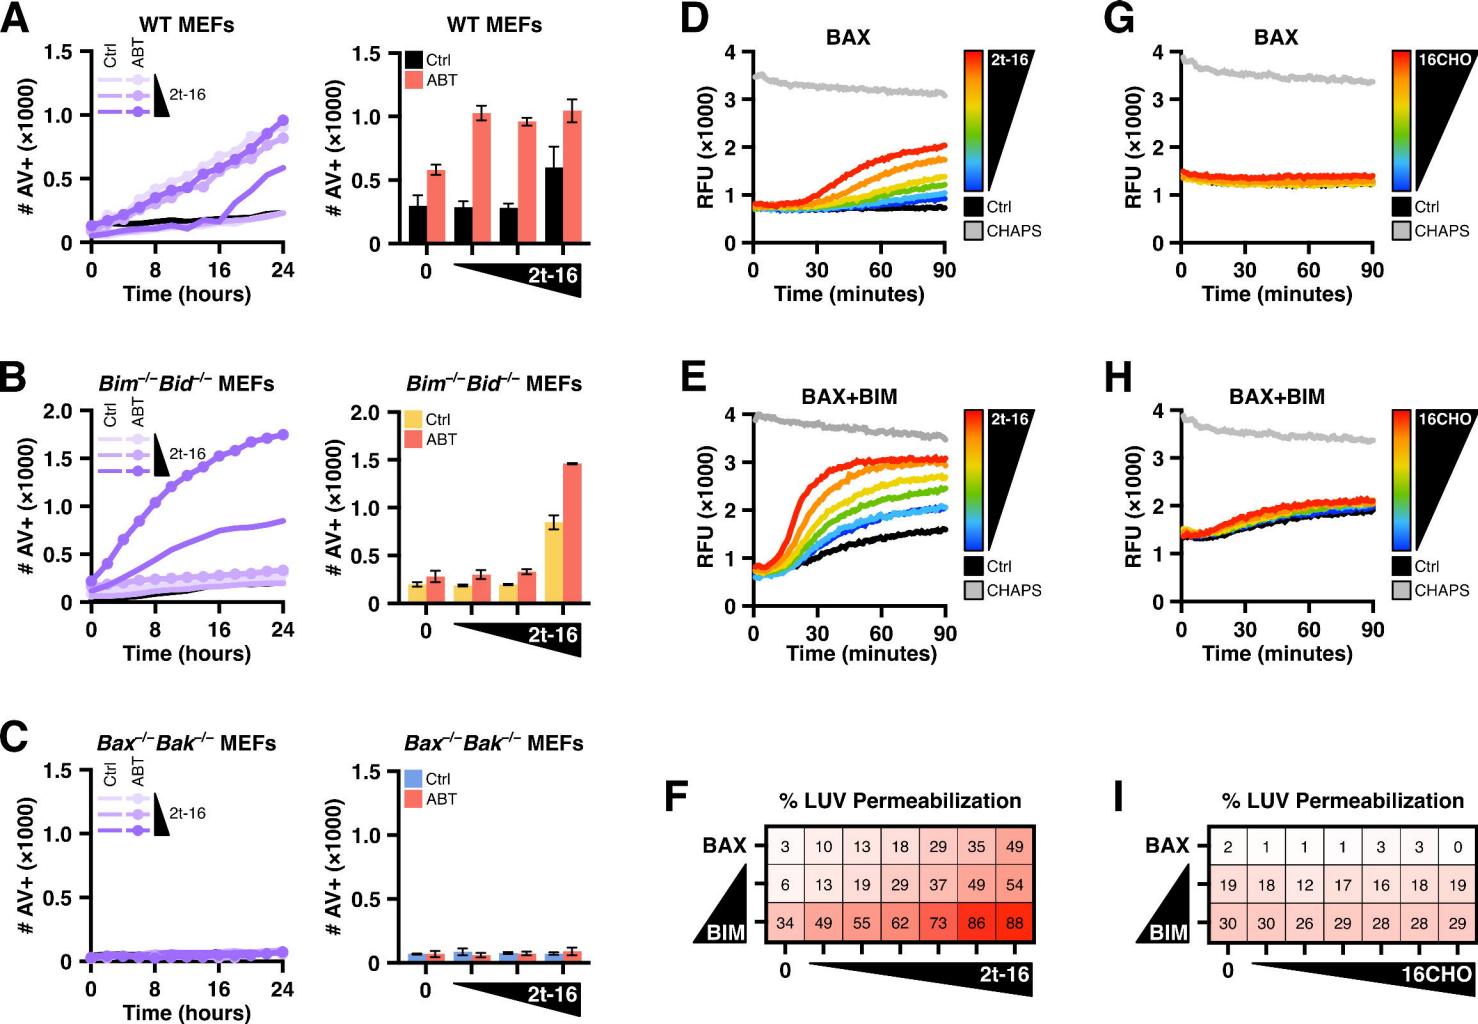 A
WT MEFs
# AV+ (×1000)
1.5
1.0
0.5
0
Ctrl
ABT
2t-16
0 8 16 24
Time (hours)
WT MEFs
# AV+ (×1000)
1.5
1.0
0.5
0
Ctrl
ABT
0
2t-16
B
Bim–/–Bid–/– MEFs
# AV+ (×1000)
2.0
1.5
1.0
0.5
0
Ctrl
ABT
2t-16
0 8 16 24
Time (hours)
Bim–/–Bid–/– MEFs
# AV+ (×1000)
2.0
1.5
1.0
0.5
0
Ctrl
ABT
0
2t-16
C
Bax–/–Bak–/– MEFs
# AV+ (×1000)
1.5
1.0
0.5
0
Ctrl
ABT
2t-16
0 8 16 24
Time (hours)
Bax–/–Bak–/– MEFs
# AV+ (×1000)
1.5
1.0
0.5
0
Ctrl
ABT
0
2t-16
D
BAX
RFU (×1000)
4
3
2
1
0
0 30 60 90
Time (minutes)
2t-16
Ctrl
CHAPS
E
BAX+BIM
RFU (×1000)
4
3
2
1
0
0 30 60 90
Time (minutes)
2t-16
Ctrl
CHAPS
F
% LUV Permeabilization
BAX 3 10 13 18 29 35 49
6 13 19 29 37 49 54
BIM 34 49 55 62 73 86 88
0 2t-16
G
BAX
RFU (×1000)
4
3
2
1
0
0 30 60 90
Time (minutes)
16CHO
Ctrl
CHAPS
H
BAX+BIM
RFU (×1000)
4
3
2
1
0
0 30 60 90
Time (minutes)
16CHO
Ctrl
CHAPS
I
% LUV Permeabilization
BAX 2 1 1 1 3 3 0
19 18 12 17 16 18 19
BIM 30 30 26 29 28 28 29
0 16CHO